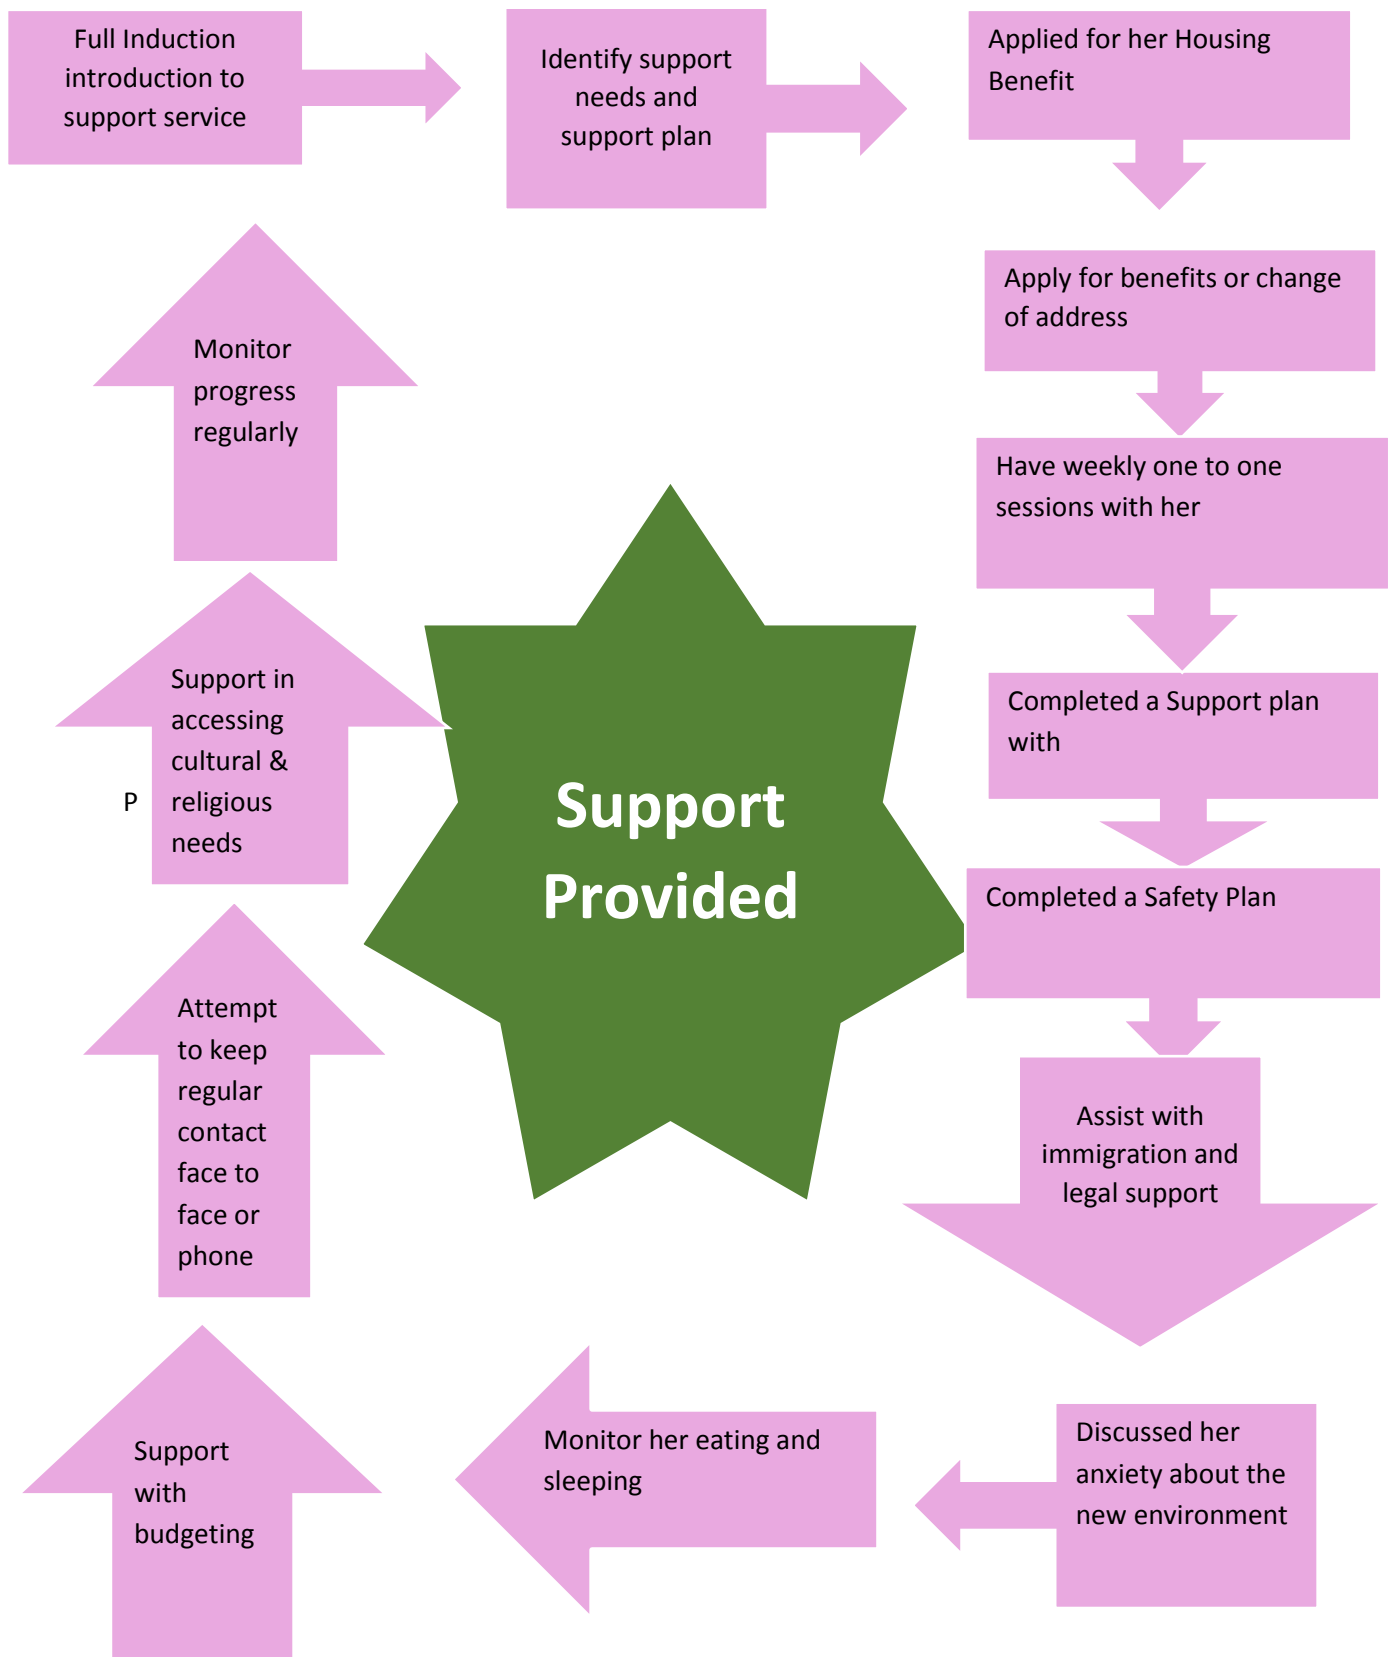 Full Induction
introduction to
support service
Identify support
needs and
support plan
Applied for her Housing
Benefit
Apply for benefits or change
of address
Have weekly one to one
sessions with her
Completed a Support plan
with
Completed a Safety Plan
Assist with
immigration and
legal support
Discussed her
anxiety about the
new environment
Monitor her eating and
sleeping
Support
with
budgeting
Attempt
to keep
regular
contact
face to
face or
phone
Support in
accessing
cultural &
religious
needs
P
Monitor
progress
regularly
Support
Provided